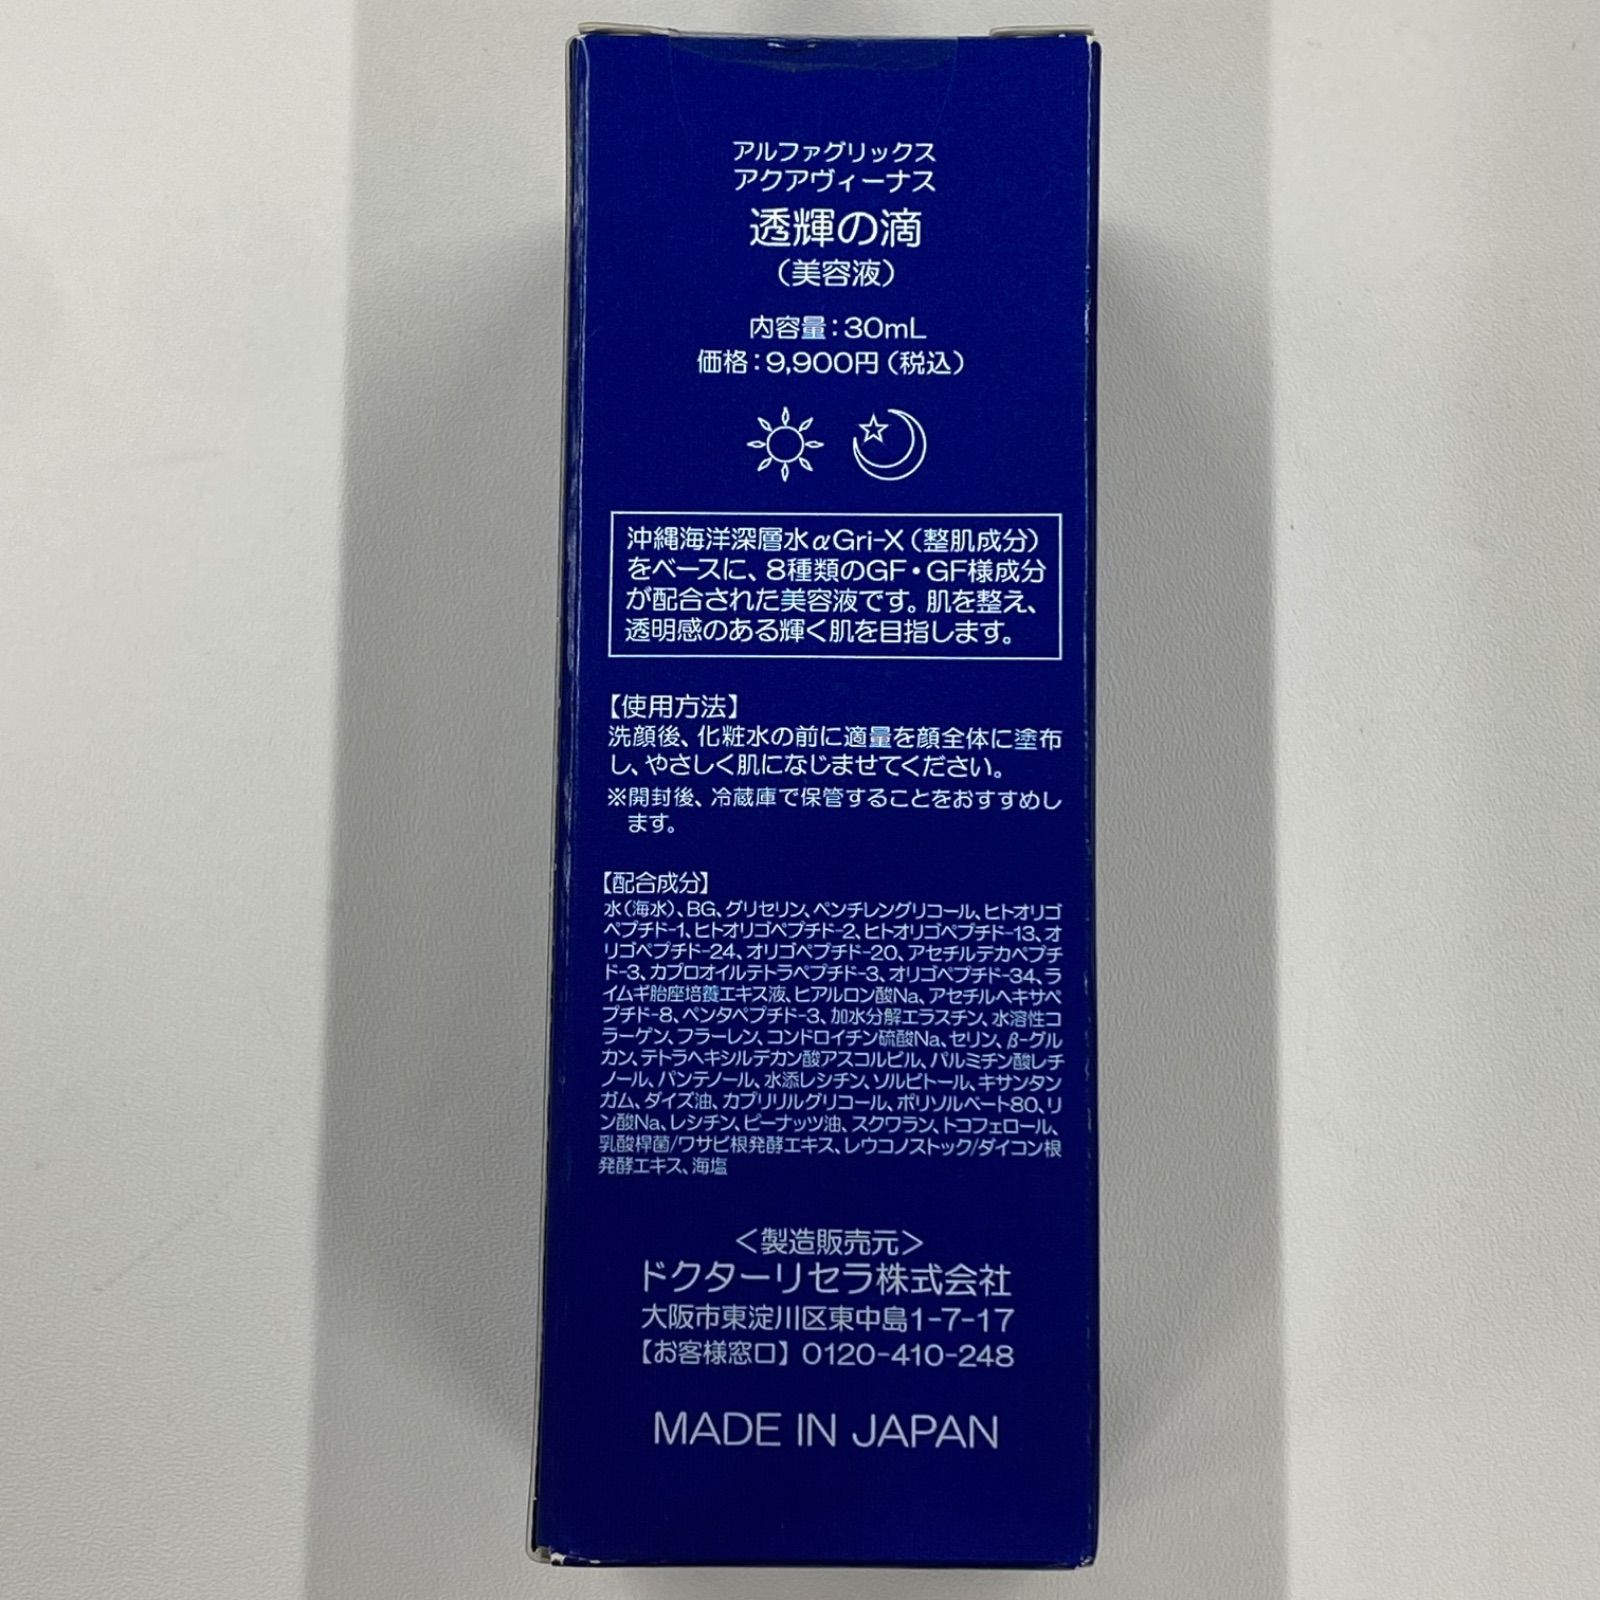 アルファグリックス
アクアヴィーナス
透輝の滴
（美容液）
内容量：30mL
価格：9,900円（税込）
沖縄海洋深層水αGri-X（整肌成分）
をベースに、8種類のGF・GF様成分
が配合された美容液です。肌を整え、
透明感のある輝く肌を目指します。
【使用方法】
洗顔後、化粧水の前に適量を顔全体に塗布
し、やさしく肌になじませてください。
※開封後、冷蔵庫で保管することをおすすめし
ます。
【配合成分】
水（海水）、BG、グリセリン、ペンチレングリコール、ヒトオリゴ
ペプチド-1、ヒトオリゴペプチド-2、ヒトオリゴペプチド-13、オ
リゴペプチド-24、オリゴペプチド-20、アセチルデカペプチ
ド-3、カプロオイルテトラペプチド-3、オリゴペプチド-34、ラ
イムギ胎座培養エキス液、ヒアルロン酸Na、アセチルヘキサペ
プチド-8、ペンタペプチド-3、加水分解エラスチン、水溶性コ
ラーゲン、フラーレン、コンドロイチン硫酸Na、セリン、β-グル
カン、テトラヘキシルデカン酸アスコルビル、パルミチン酸レチ
ノール、パンテノール、水添レシチン、ソルビトール、キサンタン
ガム、ダイズ油、カプリリルグリコール、ポリソルベート80、リ
ン酸Na、レシチン、ピーナッツ油、スクワラン、トコフェロール、
乳酸桿菌/ワサビ根発酵エキス、レウコノストック/ダイコン根
発酵エキス、海塩
＜製造販売元＞
ドクターリセラ株式会社
大阪市東淀川区東中島1-7-17
【お客様窓口】0120-410-248
MADE IN JAPAN